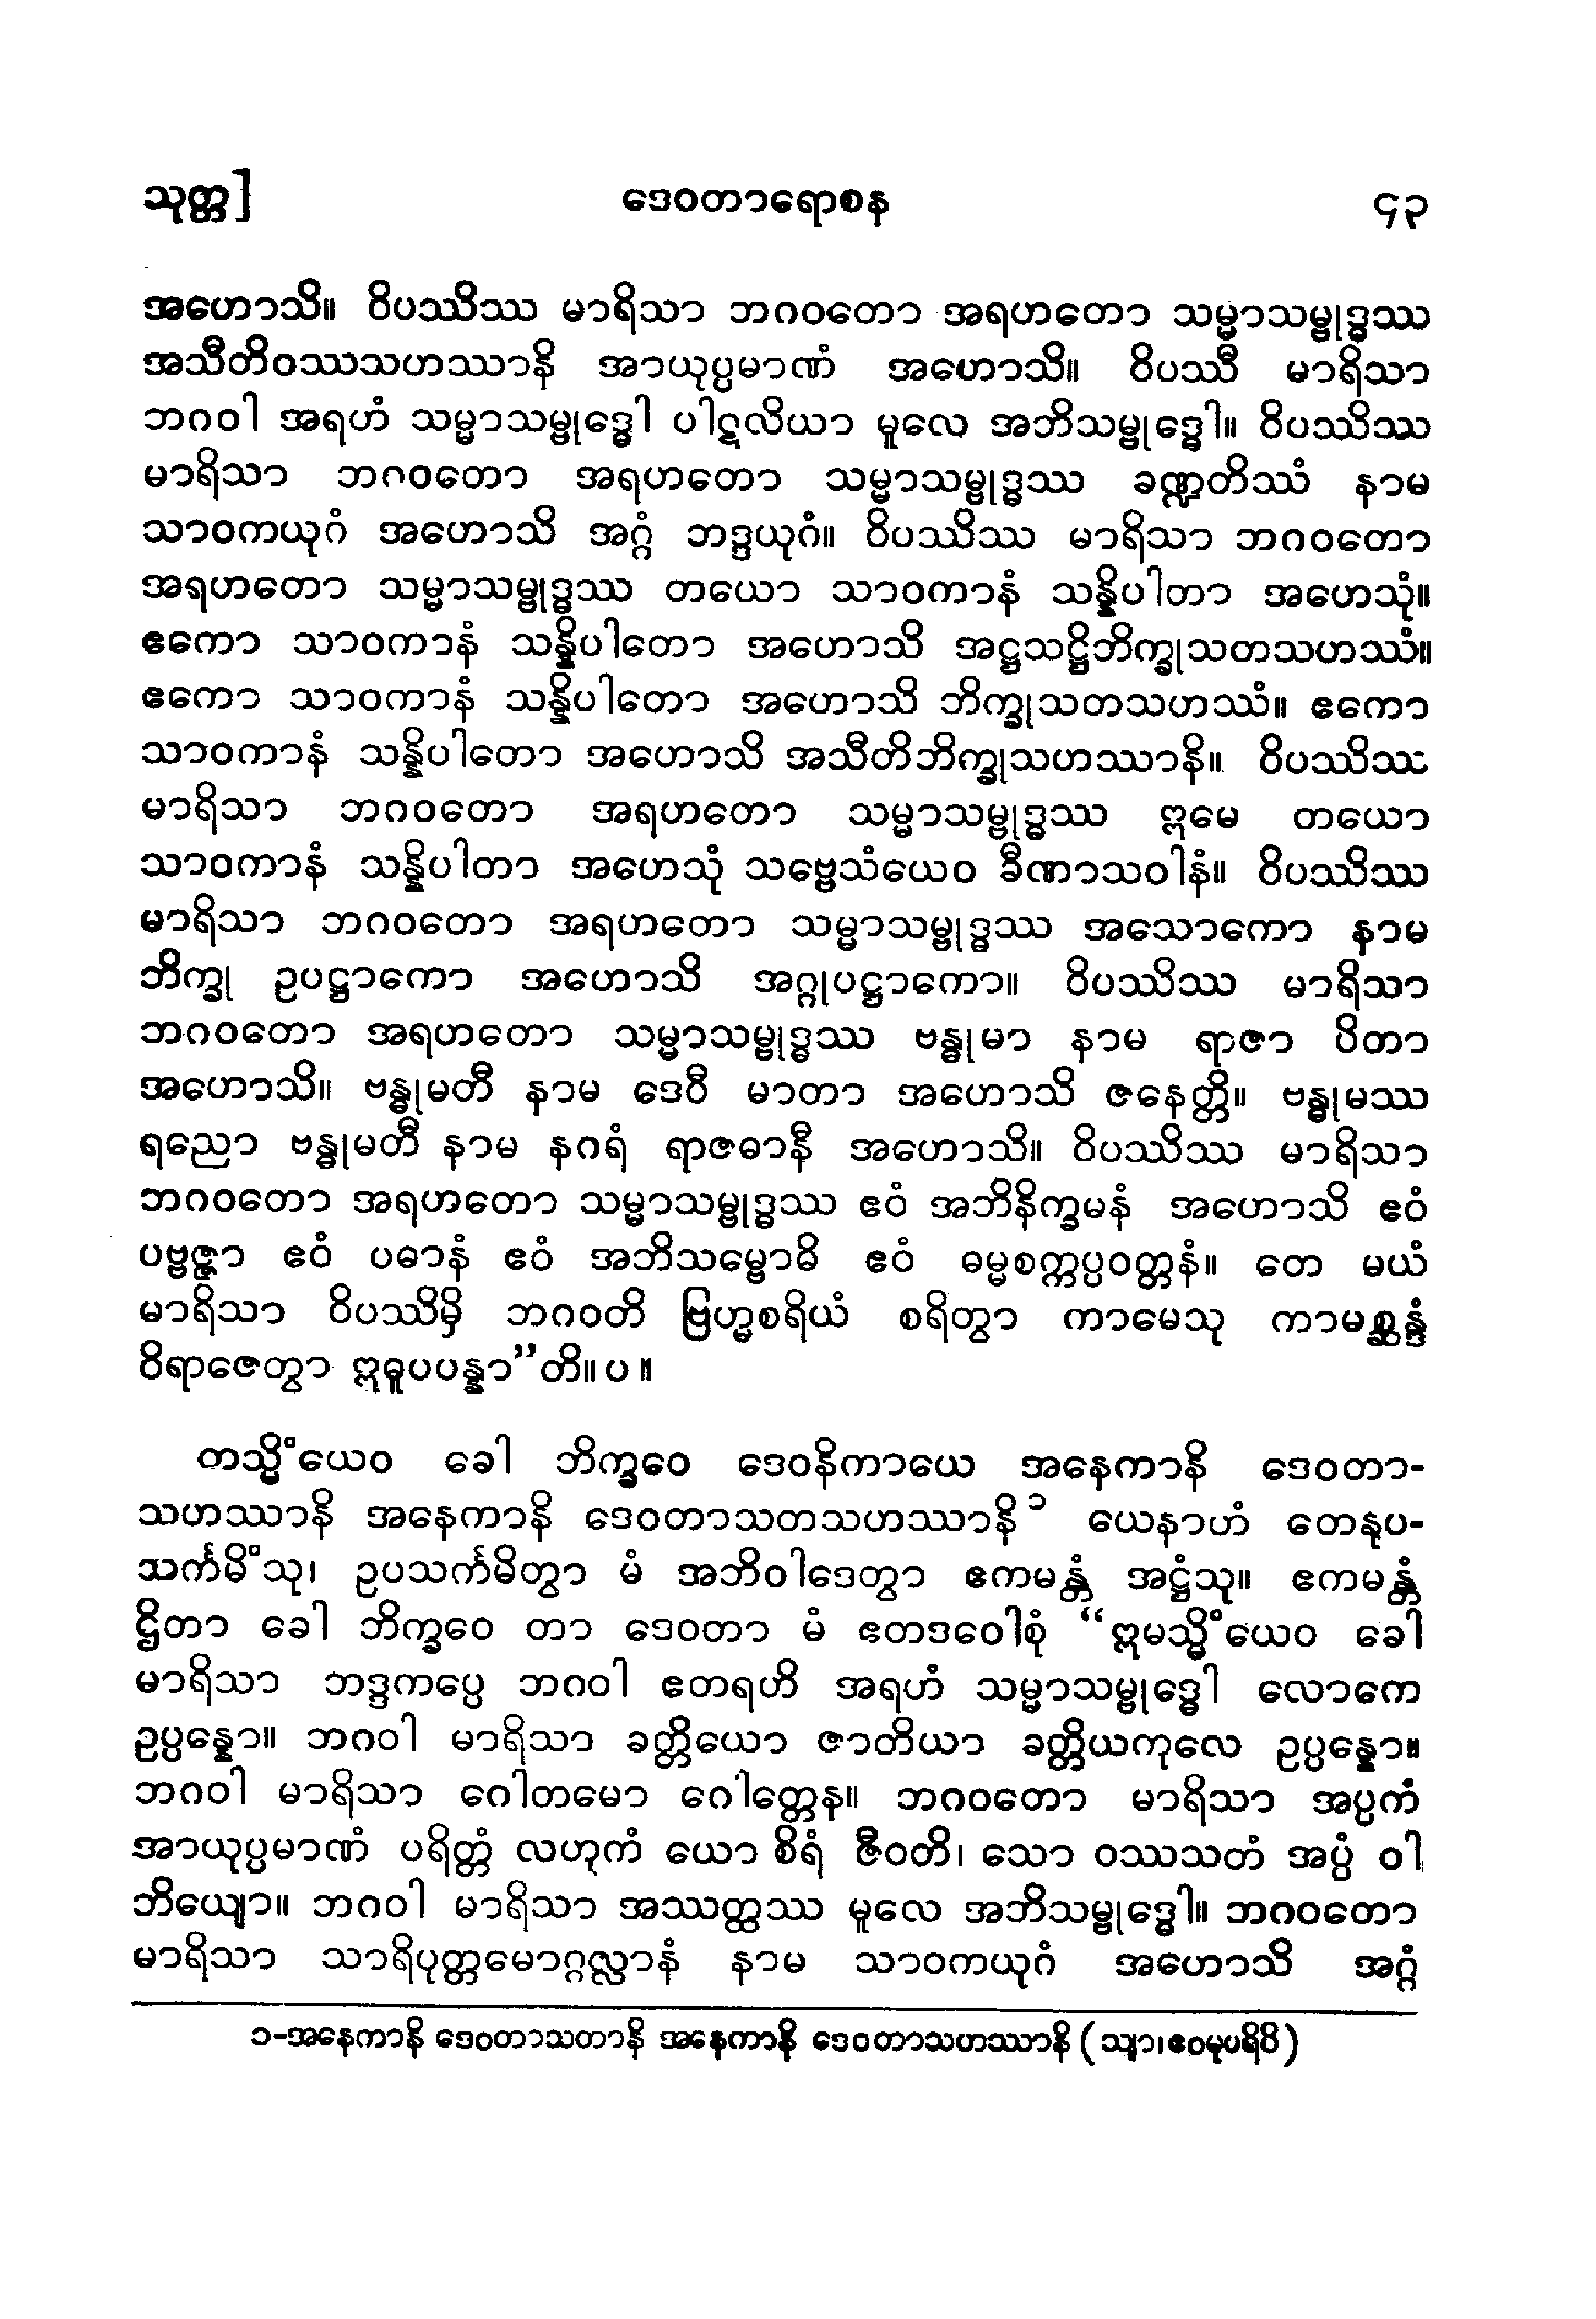 သုတ္တ]
ဒေဝတာရောစန
၄၃
အဟောသိ။ ဝိပဿိဿ မာရိသာ ဘဂဝတော အရဟတော သမ္မာသမ္ဗုဒ္ဓဿ
အသီတိဝဿသဟဿာနိ အာယုပ္ပမာဏံ အဟောသိ။ ဝိပဿီ မာရိသာ
ဘဂဝါ အရဟံ သမ္မာသမ္ဗုဒ္ဓေါ ပါဋလိယာ မူလေ အဘိသမ္ဗုဒ္ဓေါ။ ဝိပဿိဿ
မာရိသာ ဘဂဝတော အရဟတော သမ္မာသမ္ဗုဒ္ဓဿ ခဏ္ဍတိဿံ နာမ
သာဝကယုဂံ အဟောသိ အဂ္ဂံ ဘဒ္ဒယုဂံ။ ဝိပဿိဿ မာရိသာ ဘဂဝတော
အရဟတော သမ္မာသမ္ဗုဒ္ဓဿ တယော သာဝကာနံ သန္နိပါတာ အဟေသုံ။
ဧကော သာဝကာနံ သန္နိပါတော အဟောသိ အဋ္ဌသဋ္ဌိဘိက္ခုသတသဟဿံ။
ဧကော သာဝကာနံ သန္နိပါတော အဟောသိ ဘိက္ခုသတသဟဿံ။ ဧကော
သာဝကာနံ သန္နိပါတော အဟောသိ အသီတိဘိက္ခုသဟဿာနိ။ ဝိပဿိဿ
မာရိသာ ဘဂဝတော အရဟတော သမ္မာသမ္ဗုဒ္ဓဿ ဣမေ တယော
သာဝကာနံ သန္နိပါတာ အဟေသုံ သဗ္ဗေသံယေဝ ခီဏာသဝါနံ။ ဝိပဿိဿ
မာရိသာ ဘဂဝတော အရဟတော သမ္မာသမ္ဗုဒ္ဓဿ အသောကော နာမ
ဘိက္ခု ဥပဋ္ဌာကော အဟောသိ အဂ္ဂုပဋ္ဌာကော။ ဝိပဿိဿ မာရိသာ
ဘဂဝတော အရဟတော သမ္မာသမ္ဗုဒ္ဓဿ ဗန္ဓုမာ နာမ ရာဇာ ပိတာ
အဟောသိ။ ဗန္ဓုမတီ နာမ ဒေဝီ မာတာ အဟောသိ ဇနေတ္တိ။ ဗန္ဓုမဿ
ရညော ဗန္ဓုမတီ နာမ နဂရံ ရာဇဓာနီ အဟောသိ။ ဝိပဿိဿ မာရိသာ
ဘဂဝတော အရဟတော သမ္မာသမ္ဗုဒ္ဓဿ ဧဝံ အဘိနိက္ခမနံ အဟောသိ ဧဝံ
ပဗ္ဗဇ္ဇာ ဧဝံ ပဓာနံ ဧဝံ အဘိသမ္ဗောဓိ ဧဝံ ဓမ္မစက္ကပ္ပဝတ္တနံ။ တေ မယံ
မာရိသာ ဝိပဿိမှိ ဘဂဝတိ ဗြဟ္မစရိယံ စရိတွာ ကာမေသု ကာမစ္ဆန္ဒံ
ဝိရာဇေတွာ ဣဓူပပန္နာ”တိ။ပ။
တသ္မိံယေဝ ခေါ ဘိက္ခဝေ ဒေဝနိကာယေ အနေကာနိ ဒေဝတာ-
သဟဿာနိ အနေကာနိ ဒေဝတာသတသဟဿာနိ ၁ ယေနာဟံ တေနုပ-
သင်္ကမိံသု၊ ဥပသင်္ကမိတွာ မံ အဘိဝါဒေတွာ ဧကမန္တံ အဋ္ဌံသု။ ဧကမန္တံ
ဌိတာ ခေါ ဘိက္ခဝေ တာ ဒေဝတာ မံ ဧတဒဝေါစုံ “ဣမသ္မိံယေဝ ခေါ
မာရိသာ ဘဒ္ဒကပ္ပေ ဘဂဝါ ဧတရဟိ အရဟံ သမ္မာသမ္ဗုဒ္ဓေါ လောကေ
ဥပ္ပန္နော။ ဘဂဝါ မာရိသာ ခတ္တိယော ဇာတိယာ ခတ္တိယကုလေ ဥပ္ပန္နော။
ဘဂဝါ မာရိသာ ဂေါတမော ဂေါတ္တေန။ ဘဂဝတော မာရိသာ အပ္ပကံ
အာယုပ္ပမာဏံ ပရိတ္တံ လဟုကံ ယော စိရံ ဇီဝတိ၊ သော ဝဿသတံ အပ္ပံ ဝါ
ဘိယျော။ ဘဂဝါ မာရိသာ အဿတ္ထဿ မူလေ အဘိသမ္ဗုဒ္ဓေါ။ ဘဂဝတော
မာရိသာ သာရိပုတ္တမောဂ္ဂလ္လာနံ နာမ သာဝကယုဂံ အဟောသိ အဂ္ဂံ
၁-အနေကာနိ ဒေဝတာသတာနိ အနေကာနိ ဒေဝတာသဟဿာနိ (သျာ၊ဧဝမုပရိပိ)